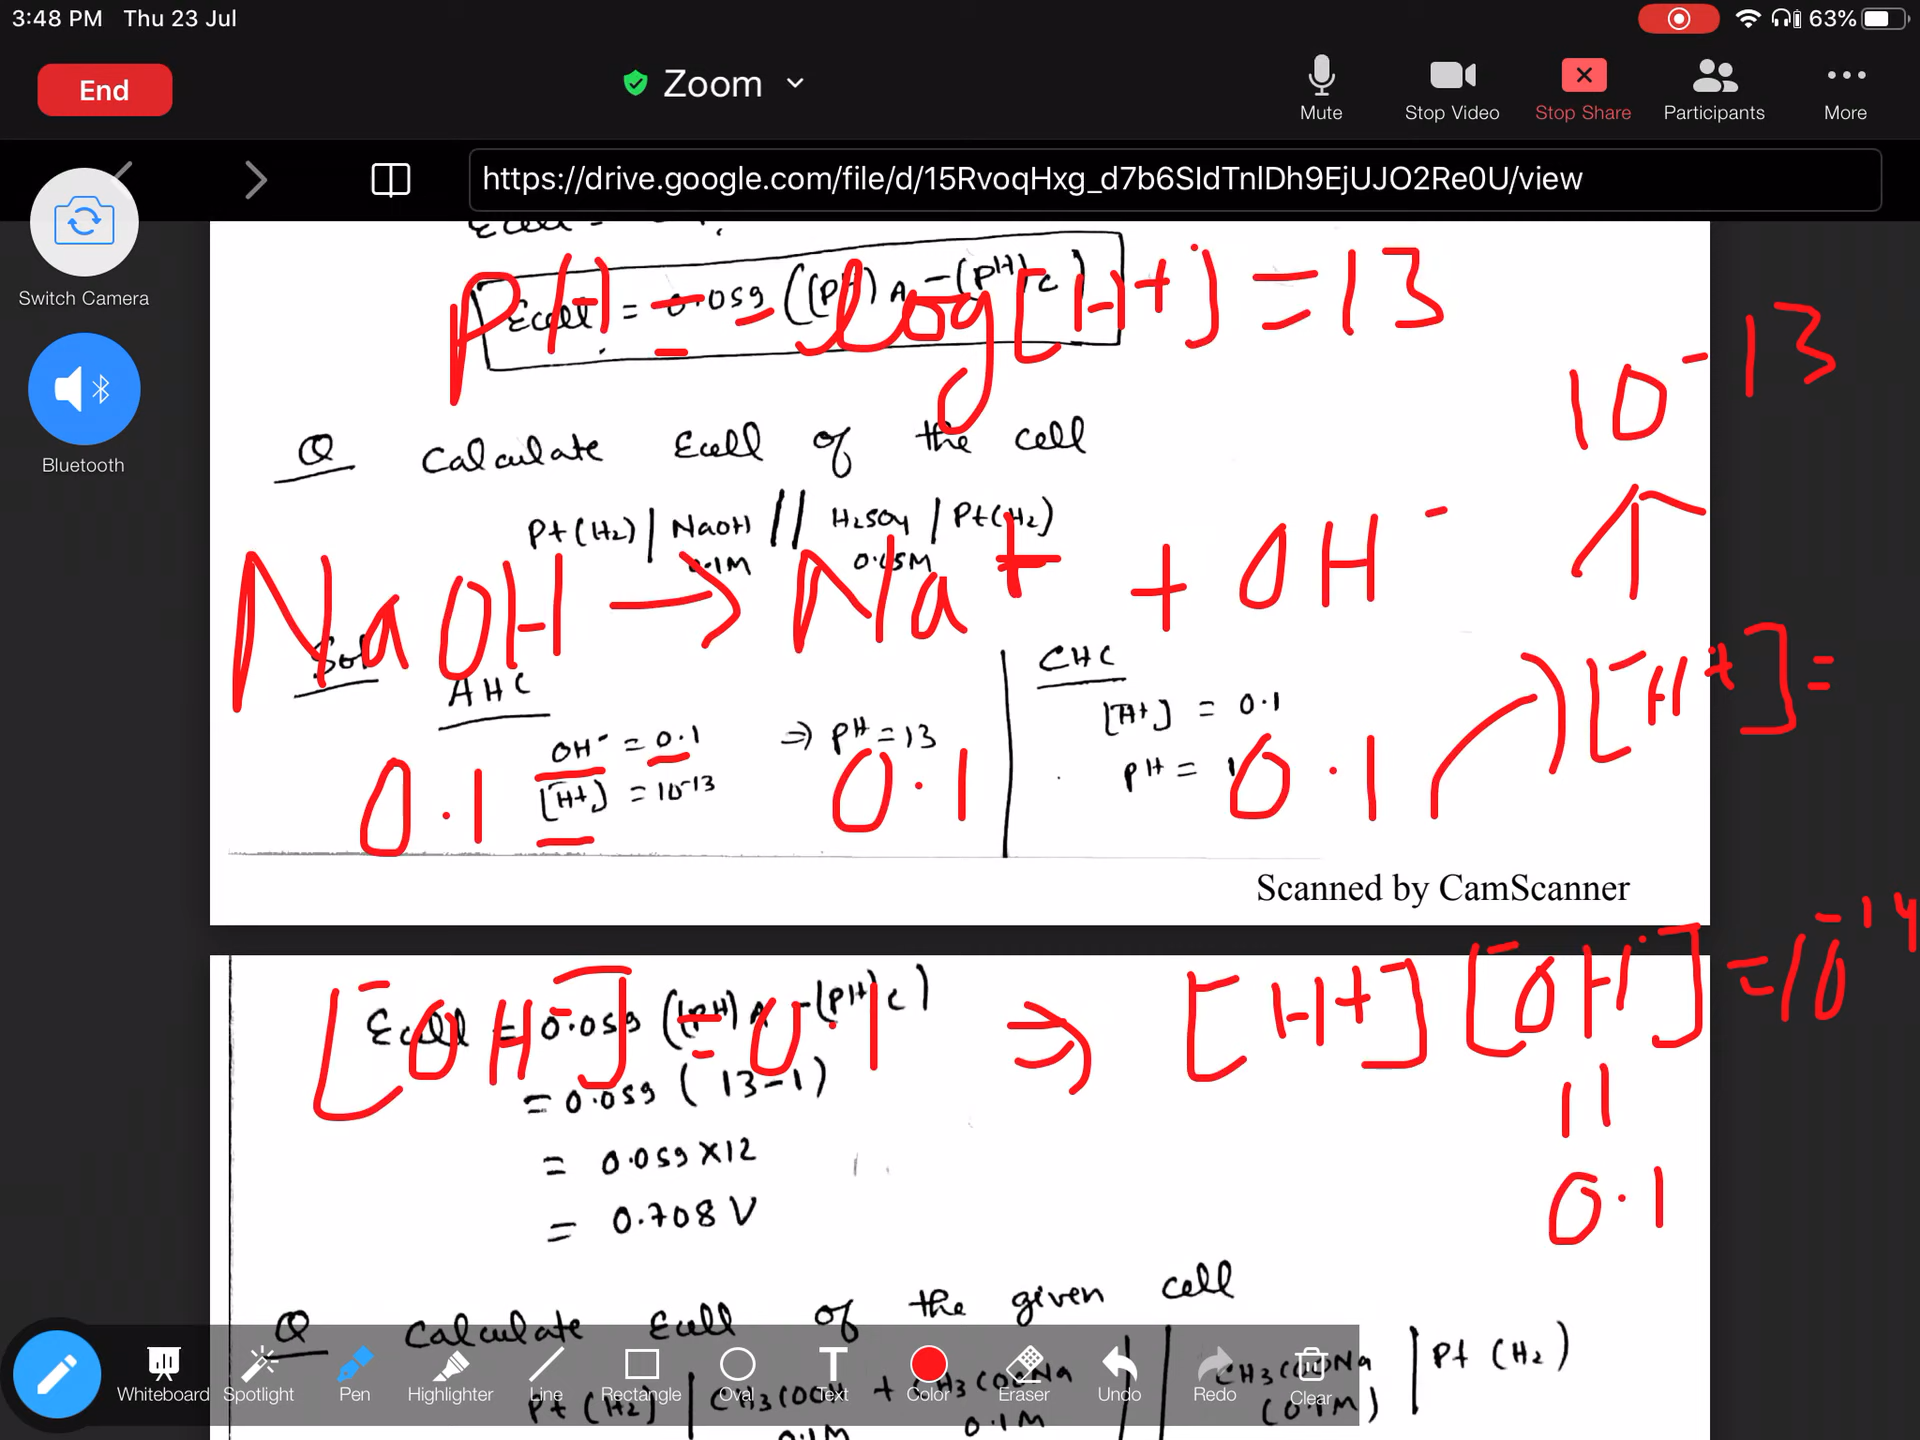 3:48 PM Thu 23 Jul
63%
End
Zoom
Mute
Stop Video
Stop Share
Participants
More
https://drive.google.com/file/d/15RvoqHxg_d7b6SIdTnlDh9EjUJO2Re0U/view
Switch Camera
Bluetooth
Ecell =
Ecell = 0.059 ((pH)A - (pH)C)
PH = - log[H+] = 13
10-13
Q Calculate Ecell of the cell
Pt(H2) | NaOH || H2SO4 | Pt(H2)
0.1M 0.05M
NaOH → Na+ + OH-
[H+] =
Sol
AHC
OH- = 0.1 ⇒ pH = 13
[H+] = 10-13
CHC
[H+] = 0.1
pH = 1
0.1 0.1 0.1
Scanned by CamScanner
[OH-] = 0.1 ⇒ [H+] [OH-] = 10-14
11
0.1
Ecell = 0.059 ((pH)A - (pH)C)
= 0.059 (13-1)
= 0.059 X 12
= 0.708 V
Q Calculate Ecell of the given cell
Pt (H2) | CH3COOH + CH3COONa | CH3COONa | Pt (H2)
0.1M 0.1M (0.1M)
Whiteboard
Spotlight
Pen
Highlighter
Line
Rectangle
Oval
Text
Color
Eraser
Undo
Redo
Clear